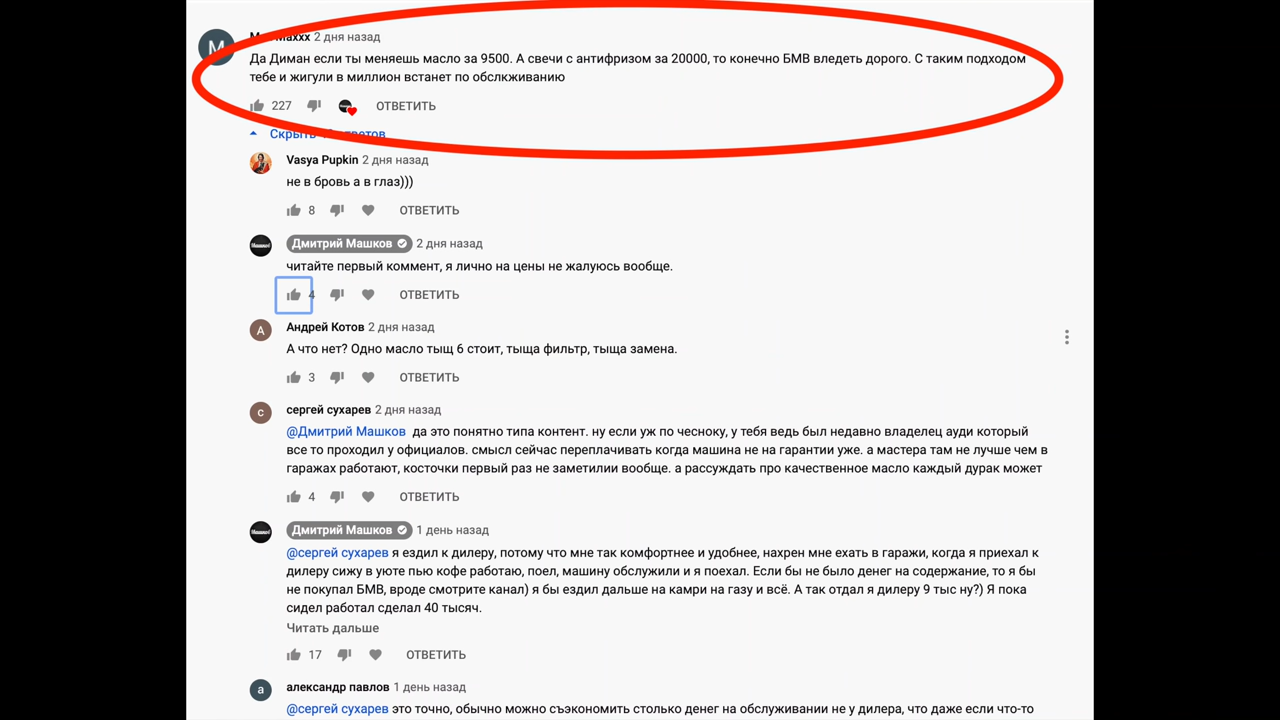 M
Maxxx 2 дня назад
Да Диман если ты меняешь масло за 9500. А свечи с антифризом за 20000, то конечно БМВ вледеть дорого. С таким подходом
тебе и жигули в миллион встанет по обслкживанию
227 ОТВЕТИТЬ
Скрыть ответов
Vasya Pupkin 2 дня назад
не в бровь а в глаз)))
8 ОТВЕТИТЬ
Дмитрий Машков 2 дня назад
читайте первый коммент, я лично на цены не жалуюсь вообще.
4 ОТВЕТИТЬ
А
Андрей Котов 2 дня назад
А что нет? Одно масло тыщ 6 стоит, тыща фильтр, тыща замена.
3 ОТВЕТИТЬ
с
сергей сухарев 2 дня назад
@Дмитрий Машков да это понятно типа контент. ну если уж по чесноку, у тебя ведь был недавно владелец ауди который
все то проходил у официалов. смысл сейчас переплачивать когда машина не на гарантии уже. а мастера там не лучше чем в
гаражах работают, косточки первый раз не заметилии вообще. а рассуждать про качественное масло каждый дурак может
4 ОТВЕТИТЬ
Дмитрий Машков 1 день назад
@сергей сухарев я ездил к дилеру, потому что мне так комфортнее и удобнее, нахрен мне ехать в гаражи, когда я приехал к
дилеру сижу в уюте пью кофе работаю, поел, машину обслужили и я поехал. Если бы не было денег на содержание, то я бы
не покупал БМВ, вроде смотрите канал) я бы ездил дальше на камри на газу и всё. А так отдал я дилеру 9 тыс ну?) Я пока
сидел работал сделал 40 тысяч.
Читать дальше
17 ОТВЕТИТЬ
а
александр павлов 1 день назад
@сергей сухарев это точно, обычно можно съэкономить столько денег на обслуживании не у дилера, что даже если что-то